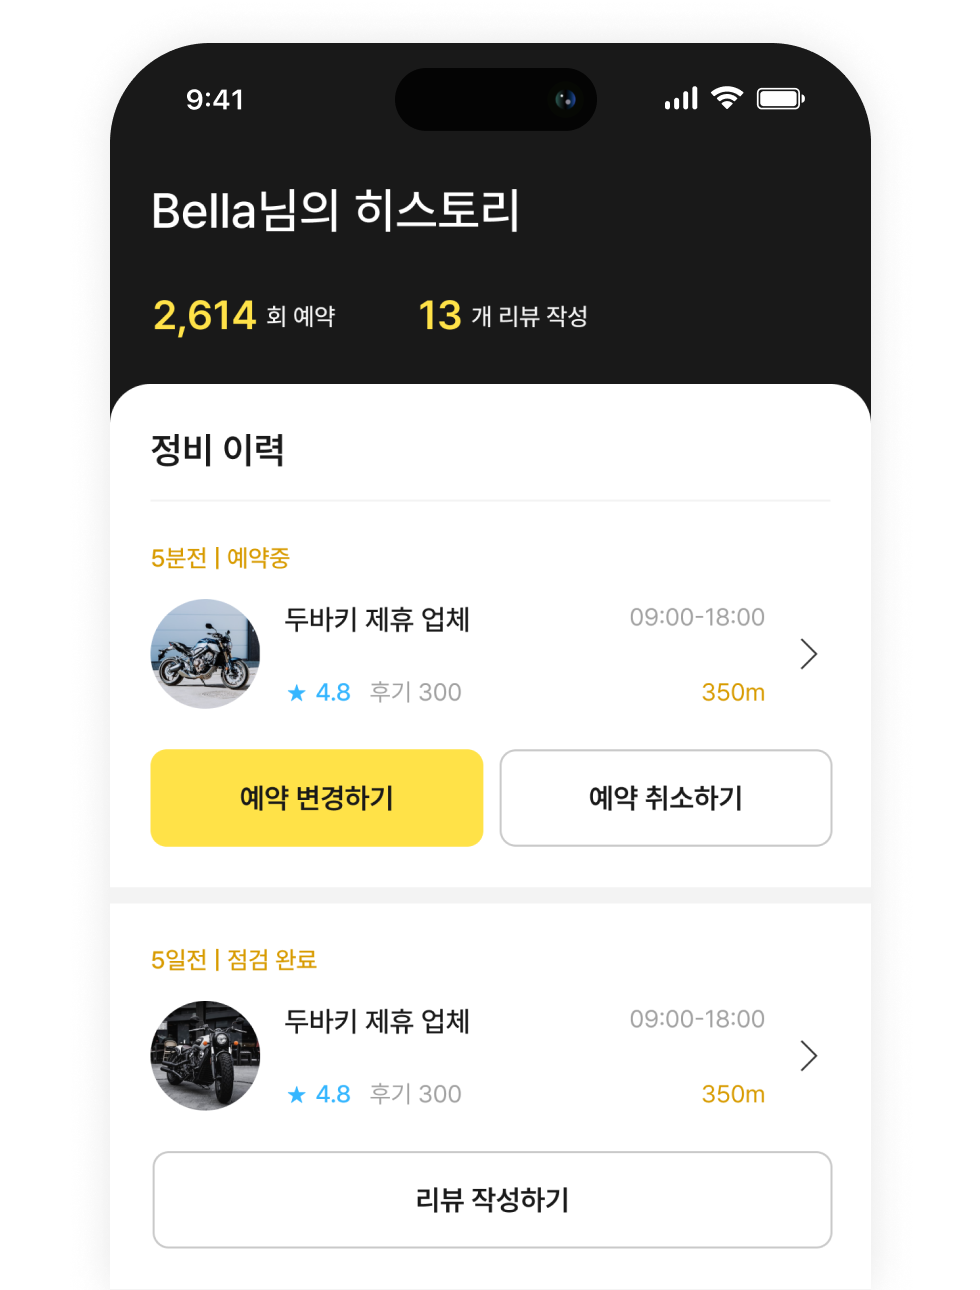 9:41
Bella님의 히스토리
2,614 회 예약 13 개 리뷰 작성
정비 이력
5분전 | 예약중
두바키 제휴 업체 09:00-18:00
★ 4.8 후기 300 350m
예약 변경하기 예약 취소하기
5일전 | 점검 완료
두바키 제휴 업체 09:00-18:00
★ 4.8 후기 300 350m
리뷰 작성하기